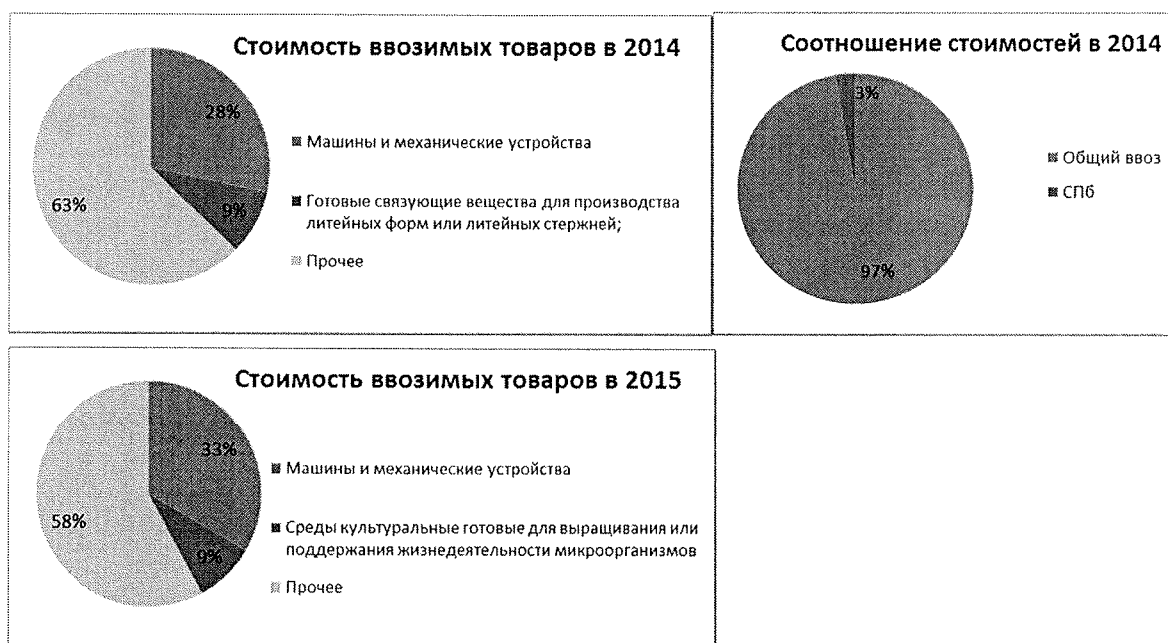 Стоимость ввозимых товаров в 2014
28%
9%
63%
Машины и механические устройства
Готовые связующие вещества для производства
литейных форм или литейных стержней;
Прочее
Соотношение стоимостей в 2014
3%
97%
Общий ввоз
СПб
Стоимость ввозимых товаров в 2015
33%
9%
58%
Машины и механические устройства
Среды культуральные готовые для выращивания или
поддержания жизнедеятельности микроорганизмов
Прочее